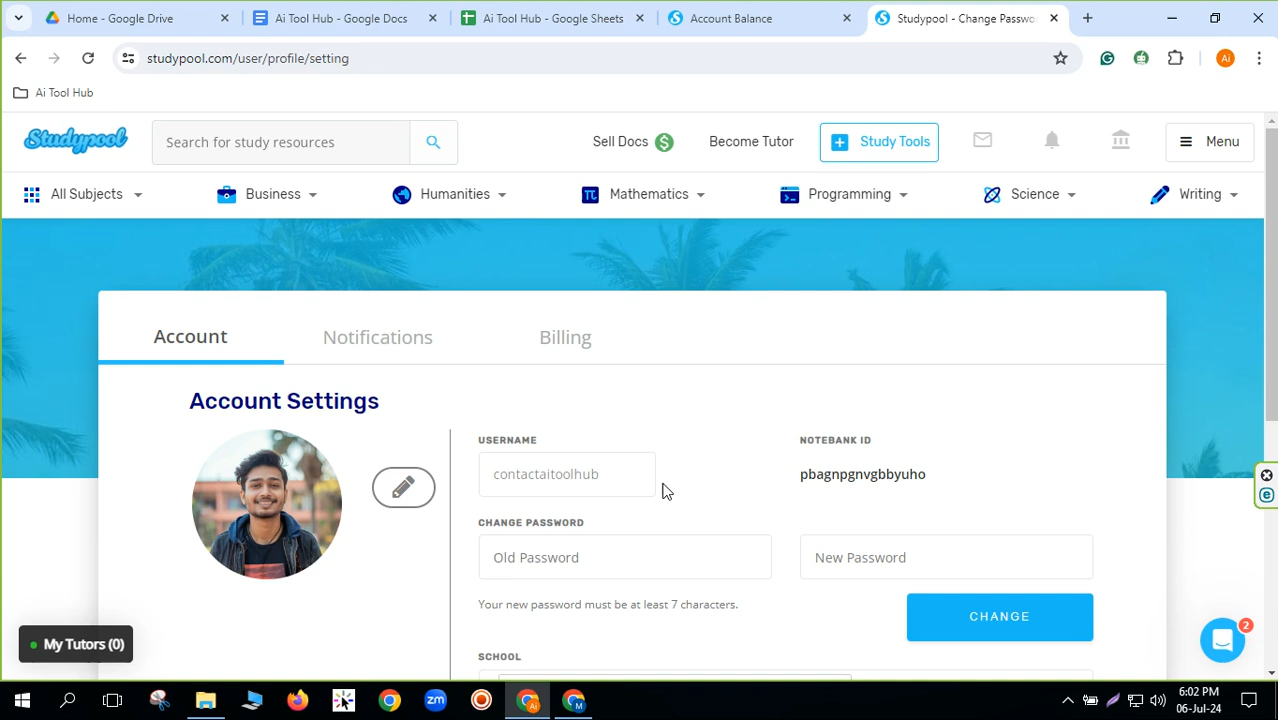 Home - Google Drive
Ai Tool Hub - Google Docs
Ai Tool Hub - Google Sheets
Account Balance
Studypool - Change Passwo
studypool.com/user/profile/setting
Ai
Ai Tool Hub
Studypool
Search for study resources
Sell Docs
Become Tutor
Study Tools
Menu
All Subjects
Business
Humanities
Mathematics
Programming
Science
Writing
Account
Notifications
Billing
Account Settings
USERNAME
NOTEBANK ID
contactaitoolhub
pbagnpgnvgbbyuho
CHANGE PASSWORD
Old Password
New Password
Your new password must be at least 7 characters.
CHANGE
My Tutors (0)
2
SCHOOL
zm
Ai
M
6:02 PM
06-Jul-24